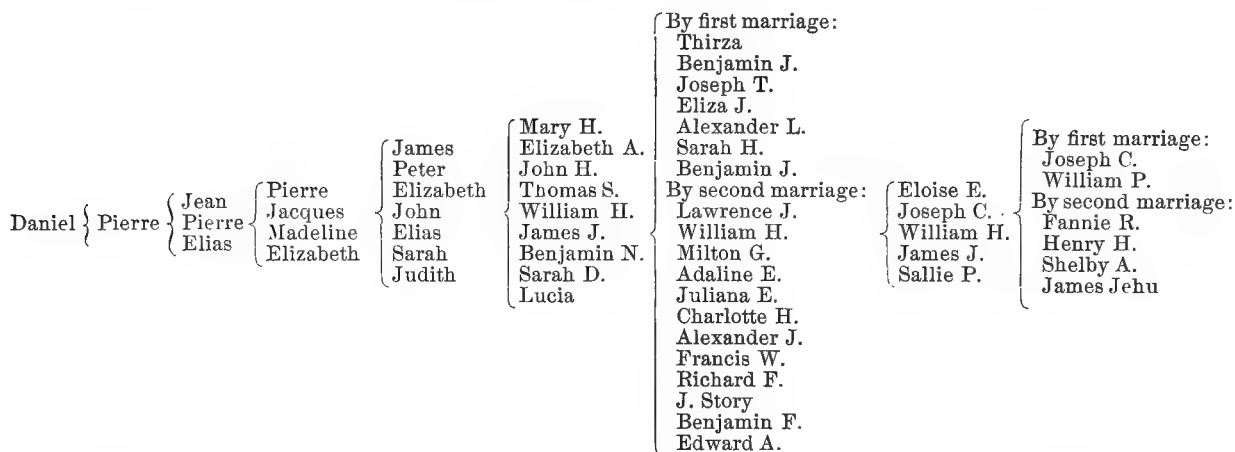 Daniel
Pierre
Jean
Pierre
Elias
Pierre
Jacques
Madeline
Elizabeth
James
Peter
Elizabeth
John
Elias
Sarah
Judith
Mary H.
Elizabeth A.
John H.
Thomas S.
William H.
James J.
Benjamin N.
Sarah D.
Lucia
By first marriage:
Thirza
Benjamin J.
Joseph T.
Eliza J.
Alexander L.
Sarah H.
Benjamin J.
By second marriage:
Lawrence J.
William H.
Milton G.
Adaline E.
Juliana E.
Charlotte H.
Alexander J.
Francis W.
Richard F.
J. Story
Benjamin F.
Edward A.
Eloise E.
Joseph C.
William H.
James J.
Sallie P.
By first marriage:
Joseph C.
William P.
By second marriage:
Fannie R.
Henry H.
Shelby A.
James Jehu